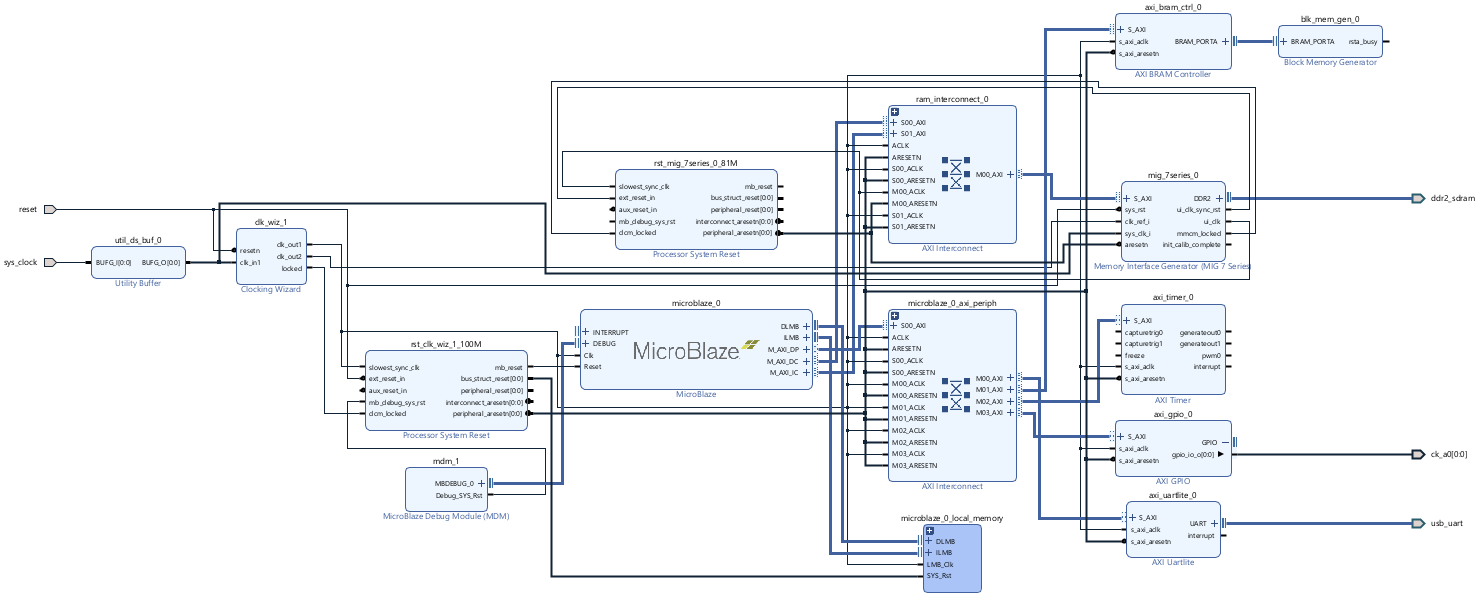 axi_bram_ctrl_0
S_AXI
s_axi_aclk
s_axi_aresetn
BRAM_PORTA
AXI BRAM Controller
blk_mem_gen_0
BRAM_PORTA
rsta_busy
Block Memory Generator
ram_interconnect_0
S00_AXI
S01_AXI
ACLK
ARESETN
S00_ACLK
S00_ARESETN
M00_ACLK
M00_ARESETN
S01_ACLK
S01_ARESETN
M00_AXI
AXI Interconnect
rst_mig_7series_0_81M
slowest_sync_clk
ext_reset_in
aux_reset_in
mb_debug_sys_rst
dcm_locked
mb_reset
bus_struct_reset[0:0]
peripheral_reset[0:0]
interconnect_aresetn[0:0]
peripheral_aresetn[0:0]
Processor System Reset
mig_7series_0
S_AXI
sys_rst
clk_ref_i
sys_clk_i
aresetn
DDR2
ui_clk_sync_rst
ui_clk
mmcm_locked
init_calib_complete
Memory Interface Generator (MIG 7 Series
ddr2_sdram
reset
sys_clock
util_ds_buf_0
BUFG_I[0:0]
BUFG_O[0:0]
Utility Buffer
clk_wiz_1
resetn
clk_in1
clk_out1
clk_out2
locked
Clocking Wizard
microblaze_0
INTERRUPT
DEBUG
Clk
Reset
MicroBlaze
DLMB
ILMB
M_AXI_DP
M_AXI_DC
M_AXI_IC
MicroBlaze
microblaze_0_axi_periph
S00_AXI
ACLK
ARESETN
S00_ACLK
S00_ARESETN
M00_ACLK
M00_ARESETN
M01_ACLK
M01_ARESETN
M02_ACLK
M02_ARESETN
M03_ACLK
M03_ARESETN
M00_AXI
M01_AXI
M02_AXI
M03_AXI
AXI Interconnect
axi_timer_0
S_AXI
capturetrig0
capturetrig1
freeze
s_axi_aclk
s_axi_aresetn
generateout0
generateout1
pwm0
interrupt
AXI Timer
rst_clk_wiz_1_100M
slowest_sync_clk
ext_reset_in
aux_reset_in
mb_debug_sys_rst
dcm_locked
mb_reset
bus_struct_reset[0:0]
peripheral_reset[0:0]
interconnect_aresetn[0:0]
peripheral_aresetn[0:0]
Processor System Reset
axi_gpio_0
S_AXI
s_axi_aclk
s_axi_aresetn
GPIO
gpio_io_o[0:0]
AXI GPIO
ck_a0[0:0]
mdm_1
MBDEBUG_0
Debug_SYS_Rst
MicroBlaze Debug Module (MDM)
axi_uartlite_0
S_AXI
s_axi_aclk
s_axi_aresetn
UART
interrupt
AXI Uartlite
usb_uart
microblaze_0_local_memory
DLMB
ILMB
LMB_Clk
SYS_Rst